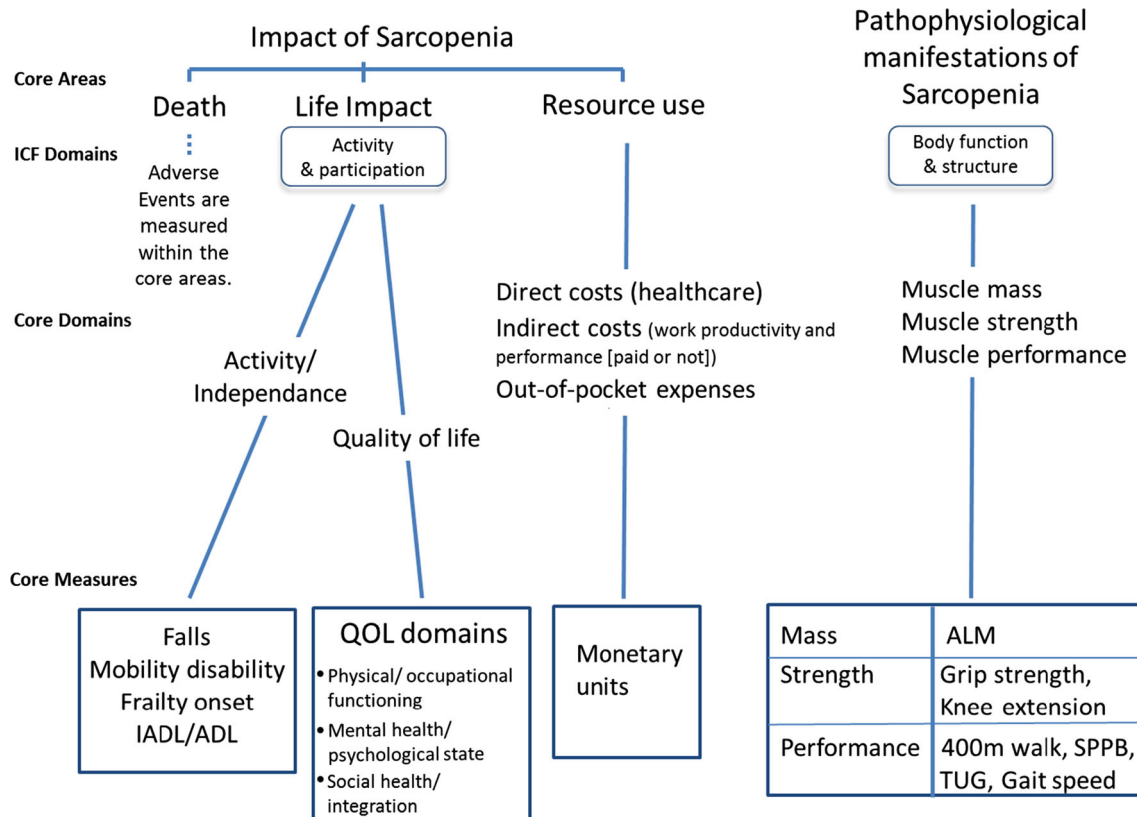 Impact of Sarcopenia
Pathophysiological
manifestations of
Sarcopenia
Core Areas
Death
Life Impact
Resource use
ICF Domains
Activity
& participation
Body function
& structure
Adverse
Events are
measured
within the
core areas.
Core Domains
Activity/
Independance
Quality of life
Direct costs (healthcare)
Indirect costs (work productivity and
performance [paid or not])
Out-of-pocket expenses
Muscle mass
Muscle strength
Muscle performance
Core Measures
Falls
Mobility disability
Frailty onset
IADL/ADL
QOL domains
• Physical/ occupational
functioning
• Mental health/
psychological state
• Social health/
integration
Monetary
units
Mass
ALM
Strength
Grip strength,
Knee extension
Performance
400m walk, SPPB,
TUG, Gait speed